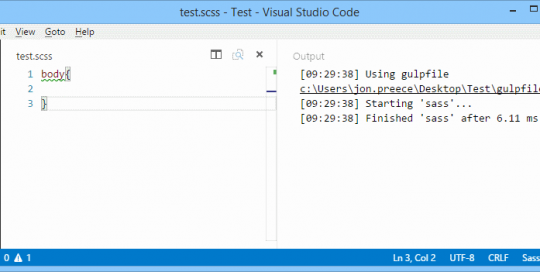 test.scss - Test - Visual Studio Code
it View Goto Help
test.scss
1 body{
2
3 }
Output
[09:29:38] Using gulpfile
c:\Users\jon.preece\Desktop\Test\gulpfile
[09:29:38] Starting 'sass'...
[09:29:38] Finished 'sass' after 6.11 ms
0 1 Ln 3, Col 2 UTF-8 CRLF Sass